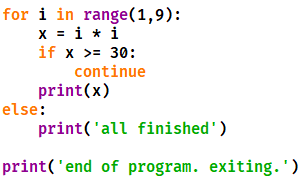 for i in range(1,9):
    x = i * i
    if x >= 30:
        continue
    print(x)
else:
    print('all finished')

print('end of program. exiting.')